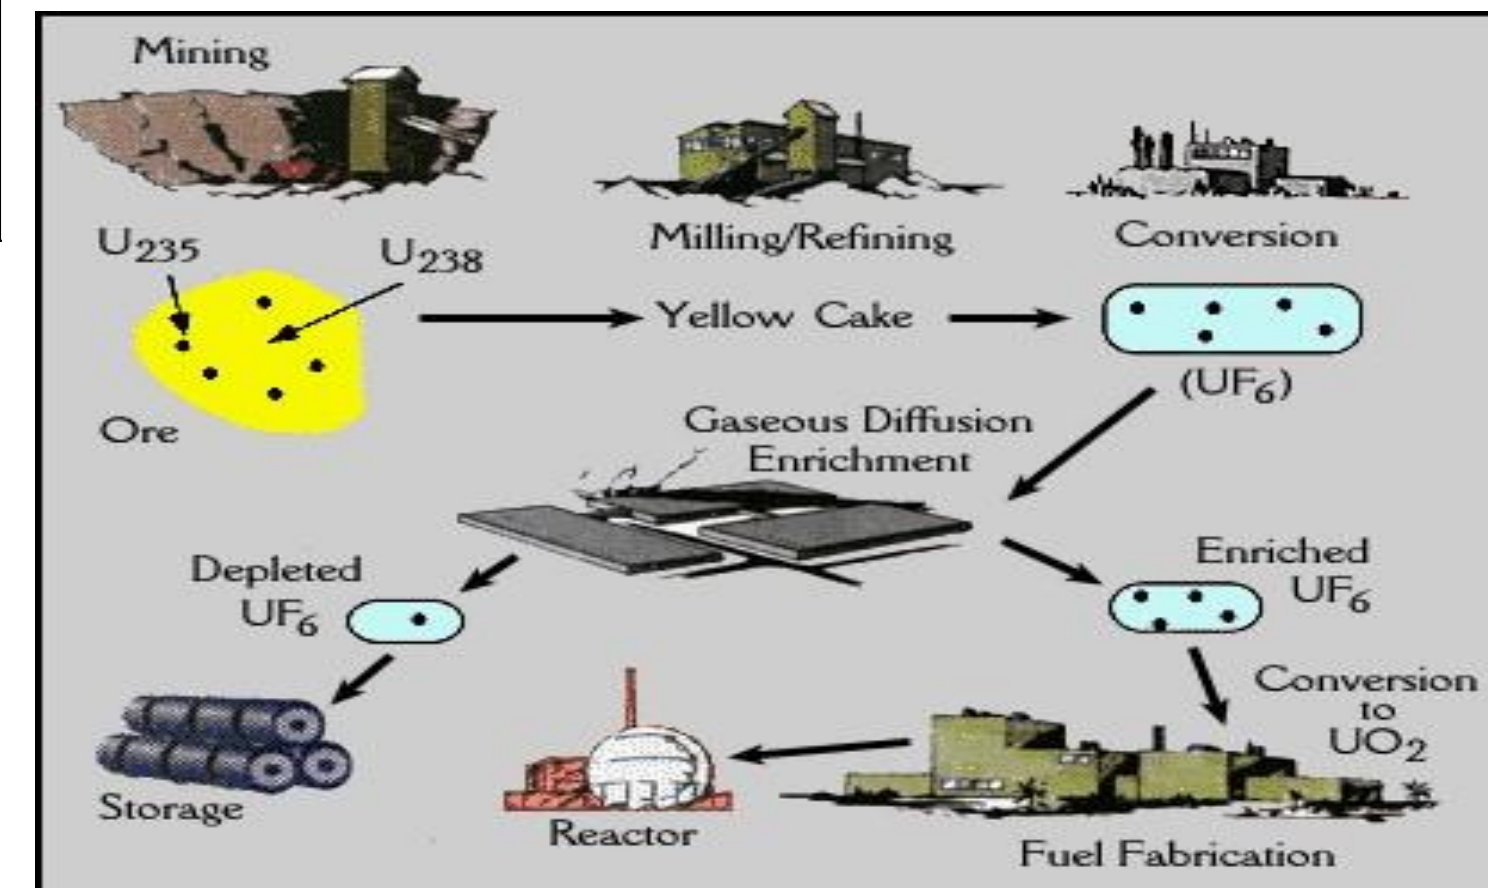 Mining
U235
U238
Ore
Milling/Refining
Yellow Cake
Conversion
(UF6)
Gaseous Diffusion
Enrichment
Depleted
UF6
Storage
Enriched
UF6
Conversion
to
UO2
Fuel Fabrication
Reactor